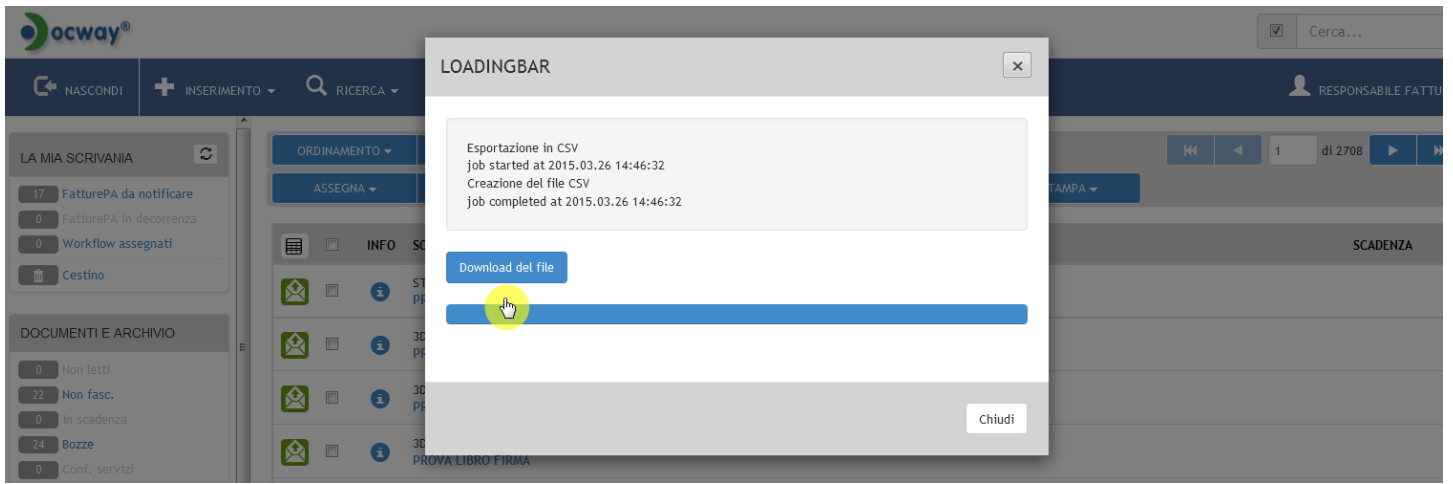 Docway®
Cerca...
NASCONDI
INSERIMENTO
RICERCA
RESPONSABILE FATTU
LOADINGBAR
Esportazione in CSV
job started at 2015.03.26 14:46:32
Creazione del file CSV
job completed at 2015.03.26 14:46:32
Download del file
Chiudi
LA MIA SCRIVANIA
17 FatturePA da notificare
0 FatturePA in decorrenza
0 Workflow assegnati
Cestino
DOCUMENTI E ARCHIVIO
0 Non letti
22 Non fasc.
0 In scadenza
24 Bozze
0 Conf. servizi
ORDINAMENTO
1 di 2708
ASSEGNA
TAMPA
INFO
SCADENZA
PROVA LIBRO FIRMA